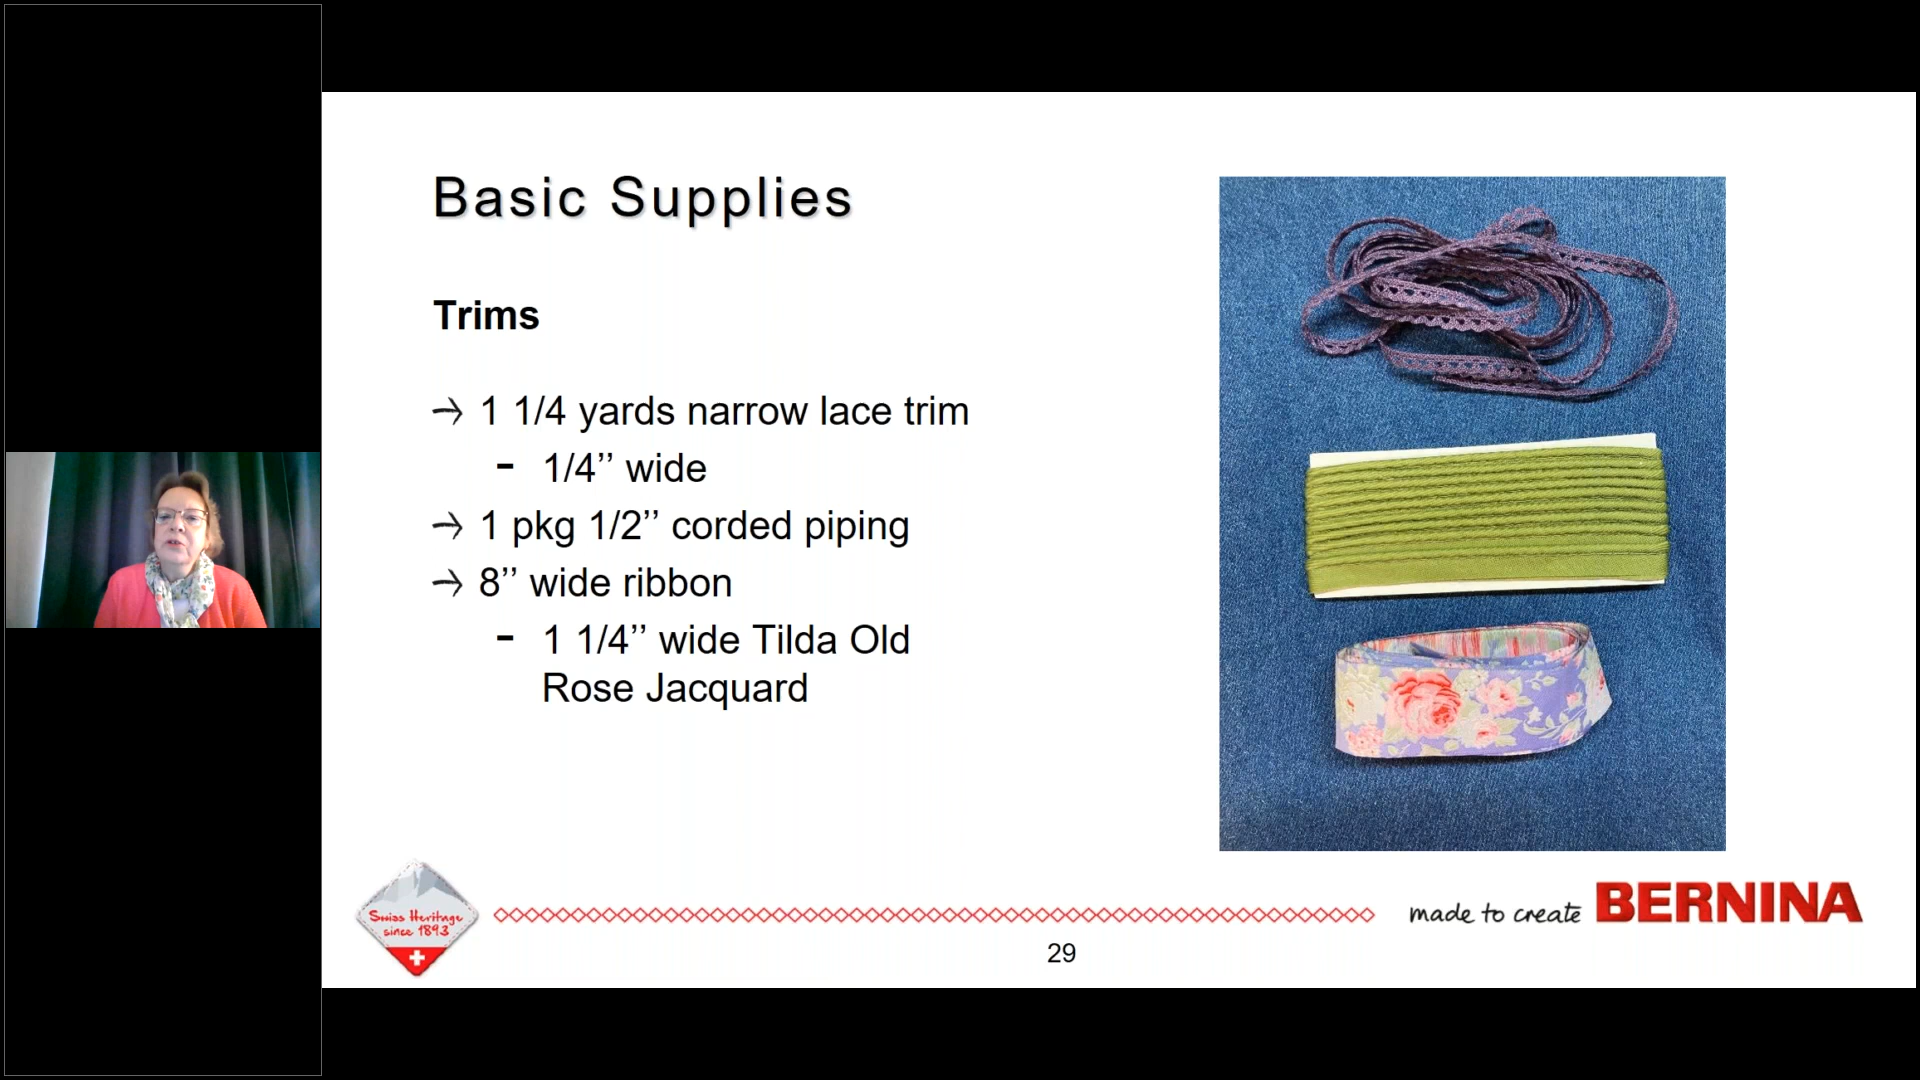 Basic Supplies
Trims
→ 1 1/4 yards narrow lace trim
- 1/4’’ wide
→ 1 pkg 1/2’’ corded piping
→ 8’’ wide ribbon
- 1 1/4’’ wide Tilda Old
Rose Jacquard
Swiss Heritage
since 1893
made to create BERNINA
29